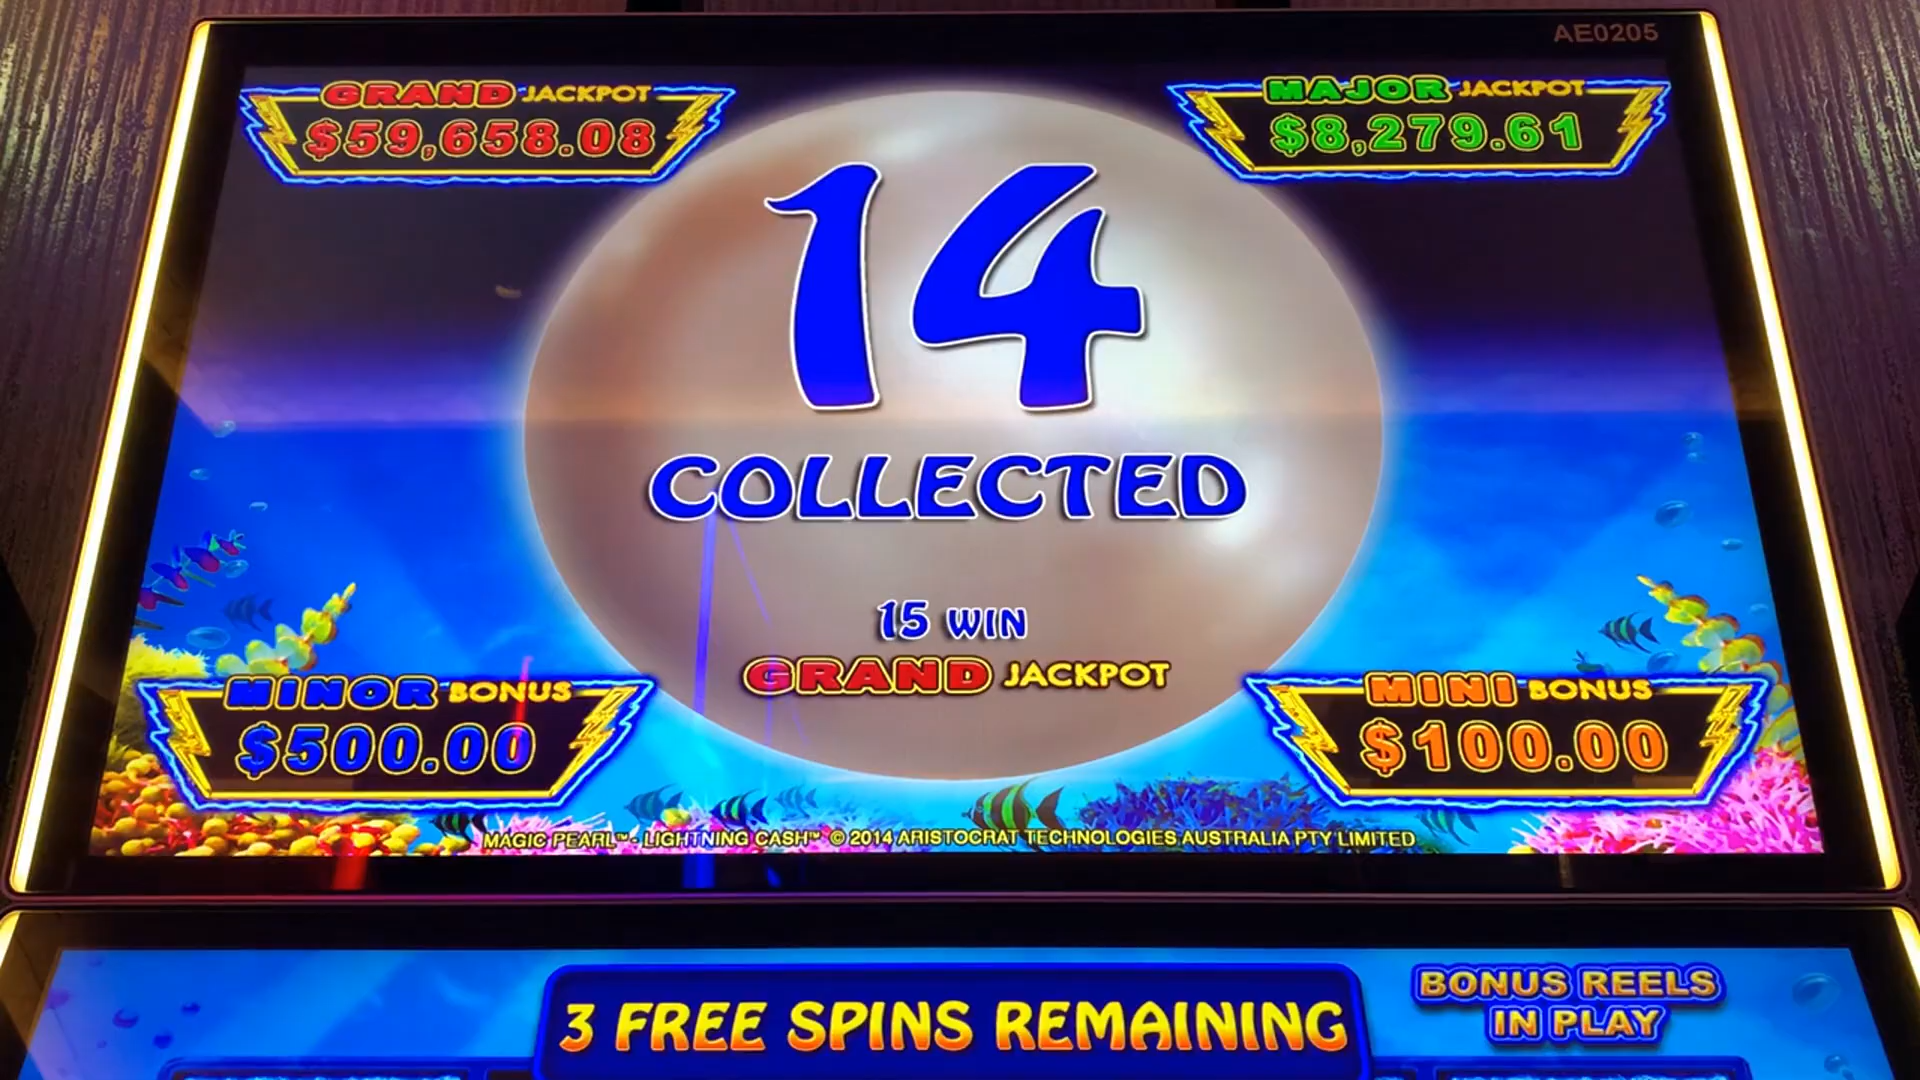 AE0205
GRAND JACKPOT
$59,658.08
MAJOR JACKPOT
$8,279.61
14
COLLECTED
15 WIN
GRAND JACKPOT
MINOR BONUS
$500.00
MINI BONUS
$100.00
MAGIC PEARL™ - LIGHTNING CASH™ © 2014 ARISTOCRAT TECHNOLOGIES AUSTRALIA PTY LIMITED
3 FREE SPINS REMAINING
BONUS REELS
IN PLAY